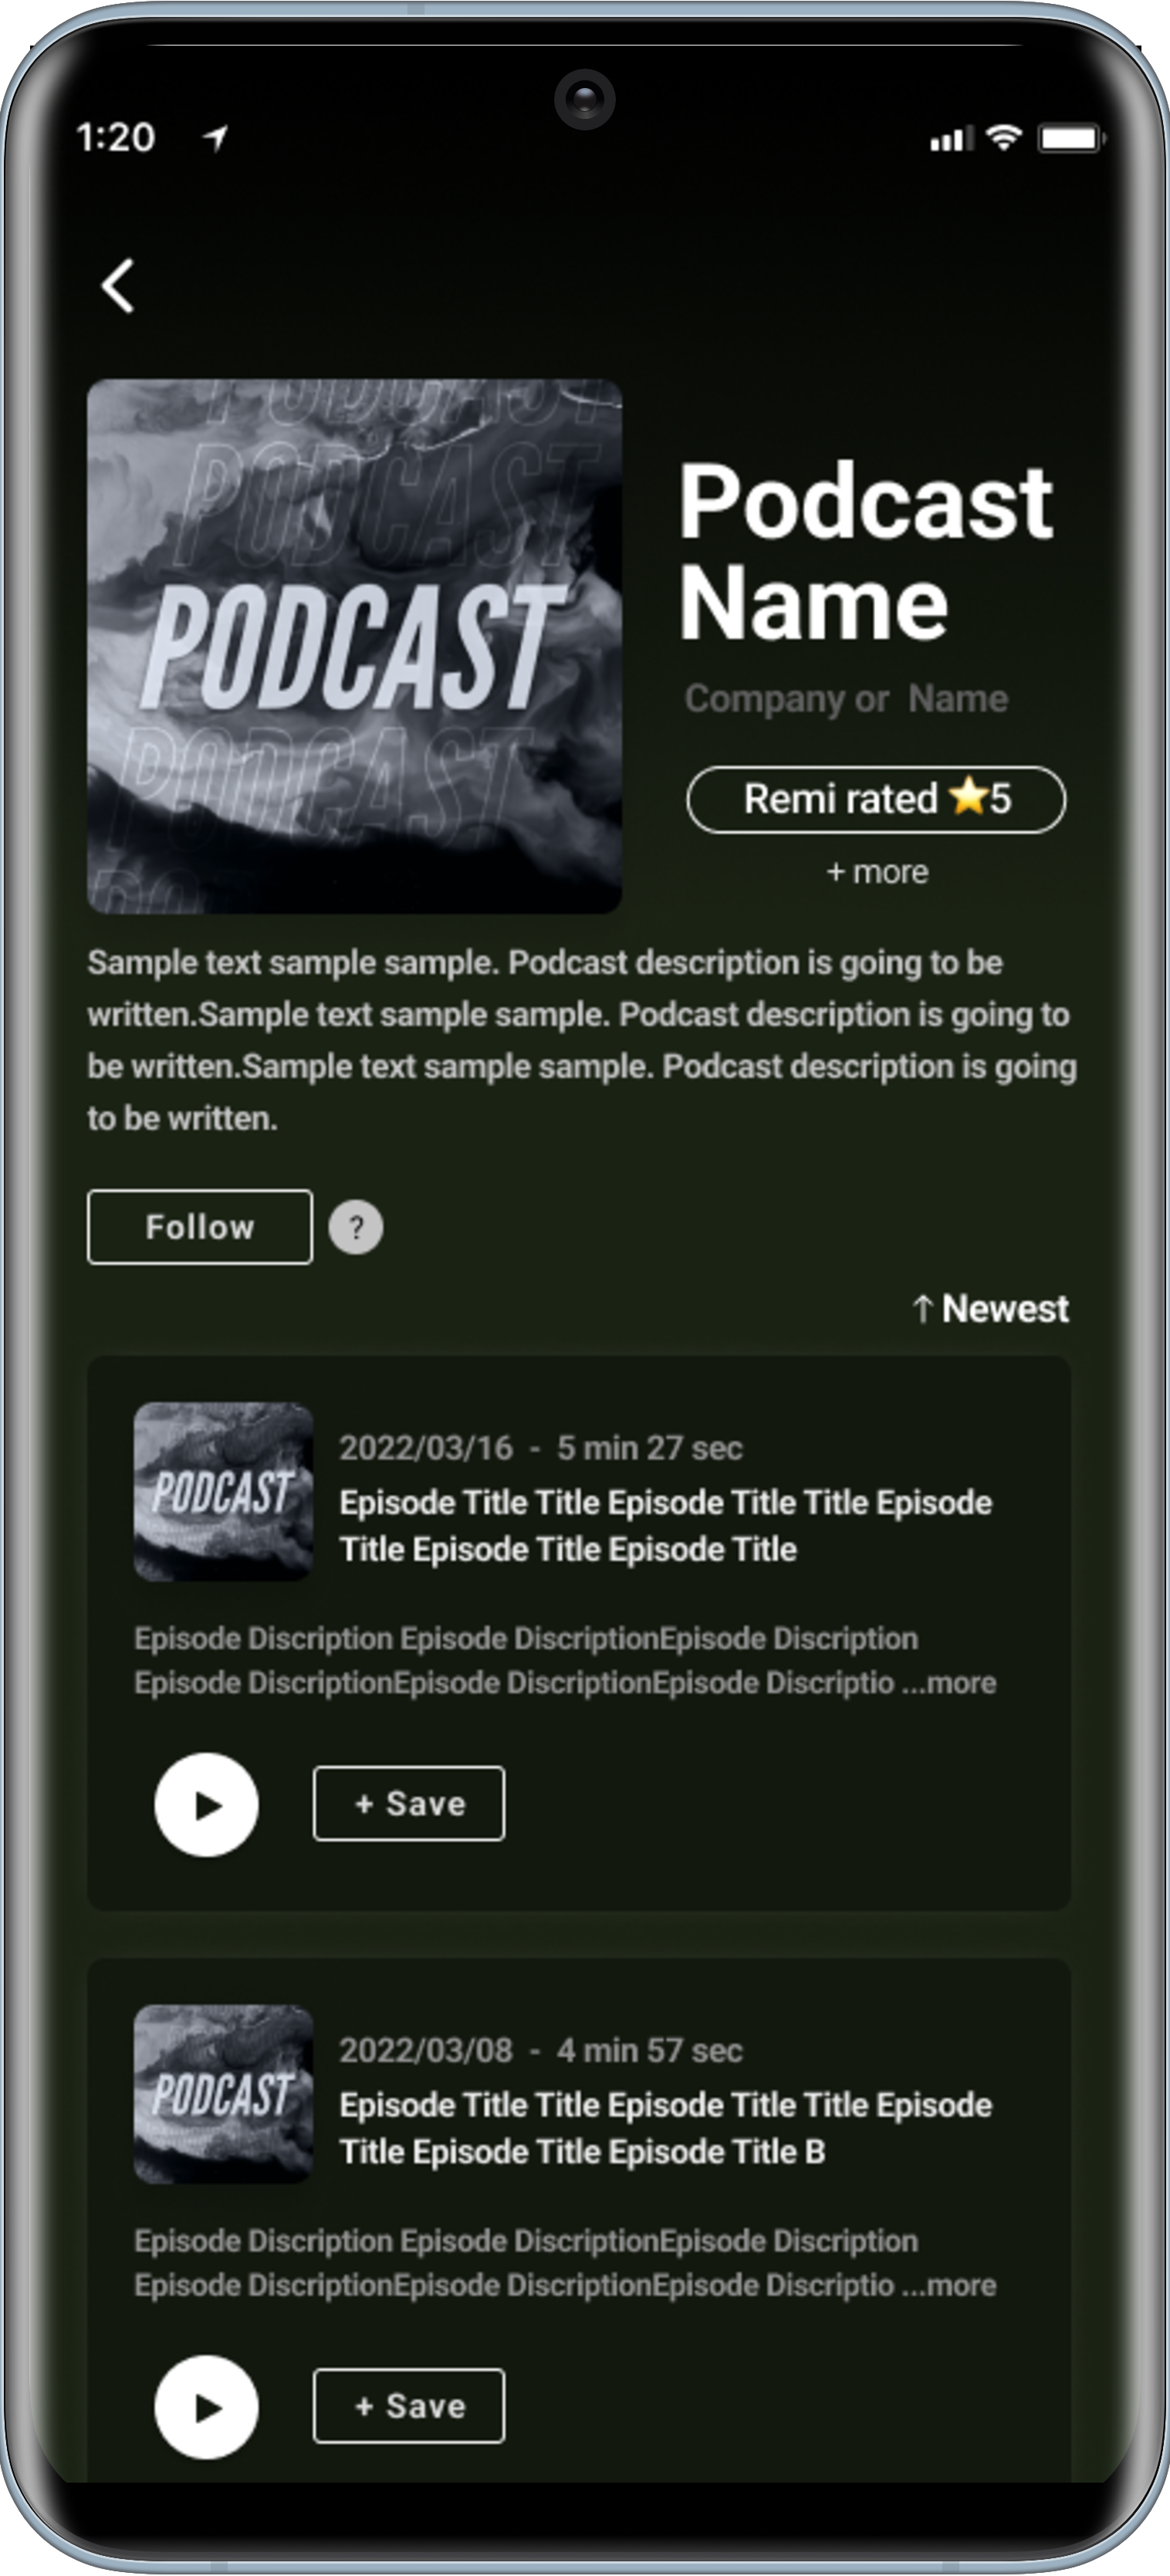 1:20
PODCAST
PODCAST
PODCAST
PODCAST
POD
Podcast
Name
Company or Name
Remi rated ⭐5
+ more
Sample text sample sample. Podcast description is going to be
written.Sample text sample sample. Podcast description is going to
be written.Sample text sample sample. Podcast description is going
to be written.
Follow
?
↑ Newest
PODCAST
2022/03/16 - 5 min 27 sec
Episode Title Title Episode Title Title Episode
Title Episode Title Episode Title
Episode Discription Episode DiscriptionEpisode Discription
Episode DiscriptionEpisode DiscriptionEpisode Discriptio ...more
+ Save
PODCAST
2022/03/08 - 4 min 57 sec
Episode Title Title Episode Title Title Episode
Title Episode Title Episode Title B
Episode Discription Episode DiscriptionEpisode Discription
Episode DiscriptionEpisode DiscriptionEpisode Discriptio ...more
+ Save